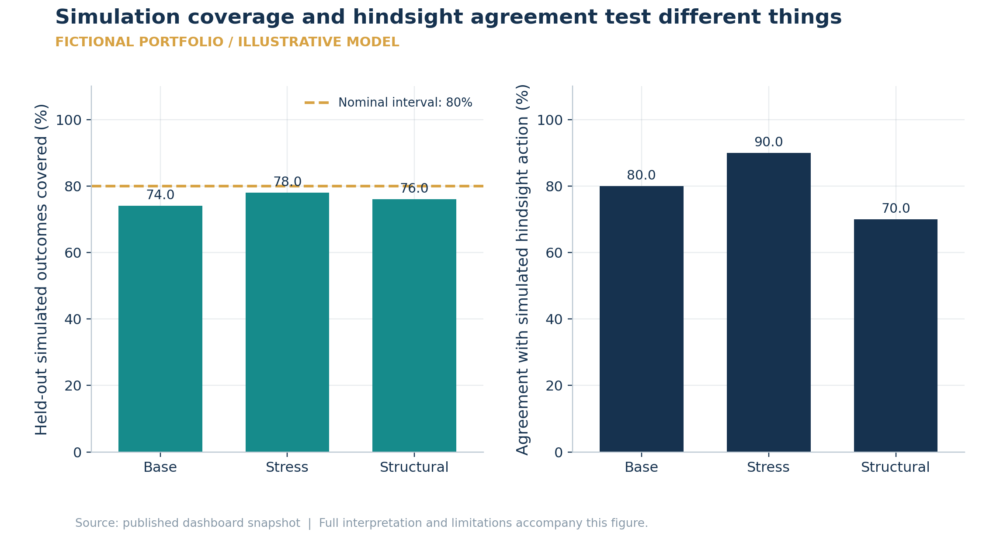 Simulation coverage and hindsight agreement test different things
FICTIONAL PORTFOLIO / ILLUSTRATIVE MODEL
Held-out simulated outcomes covered (%)
100
80
60
40
20
0
Nominal interval: 80%
74.0
78.0
76.0
Base
Stress
Structural
Agreement with simulated hindsight action (%)
100
80
60
40
20
0
80.0
90.0
70.0
Base
Stress
Structural
Source: published dashboard snapshot | Full interpretation and limitations accompany this figure.